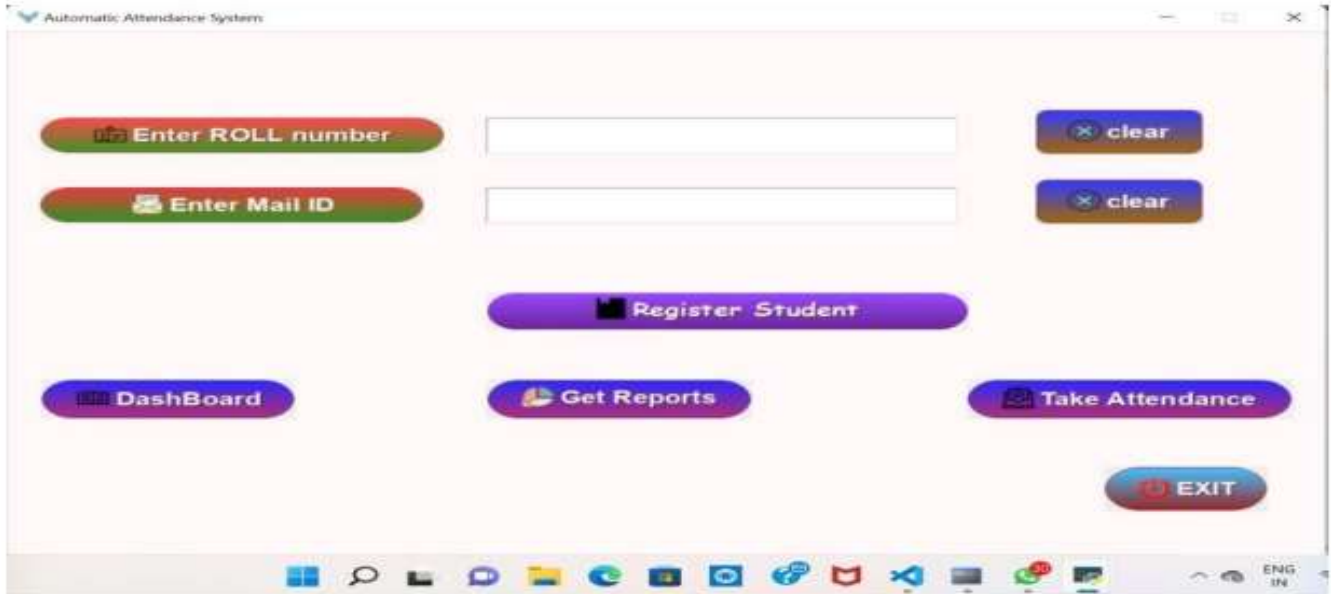 Automatic Attendance System
Enter ROLL number
clear
Enter Mail ID
clear
Register Student
DashBoard
Get Reports
Take Attendance
EXIT
ENG
IN